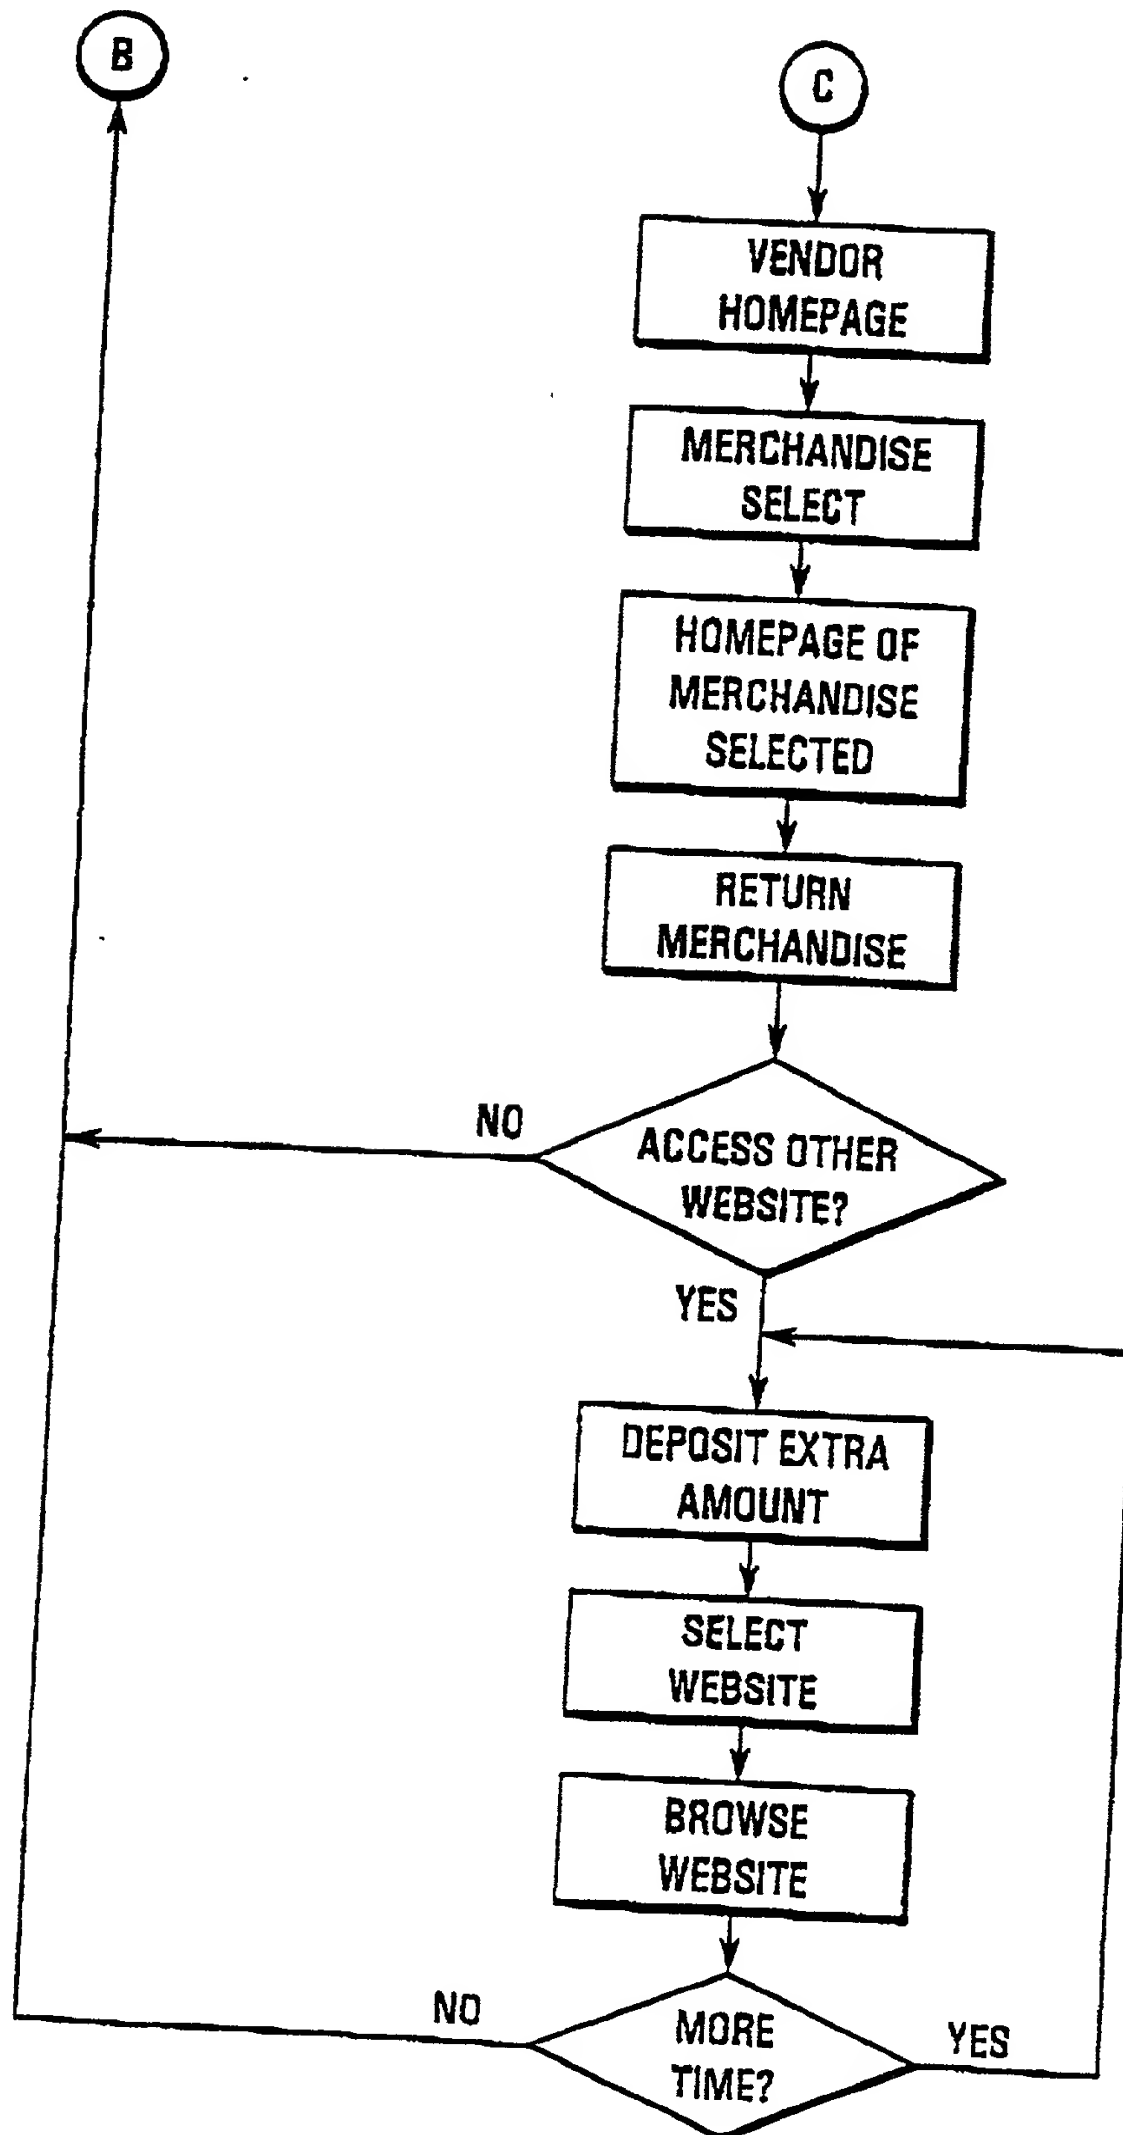 B
C
VENDOR
HOMEPAGE
MERCHANDISE
SELECT
HOMEPAGE OF
MERCHANDISE
SELECTED
RETURN
MERCHANDISE
NO
ACCESS OTHER
WEBSITE?
YES
DEPOSIT EXTRA
AMOUNT
SELECT
WEBSITE
BROWSE
WEBSITE
NO
MORE
TIME?
YES